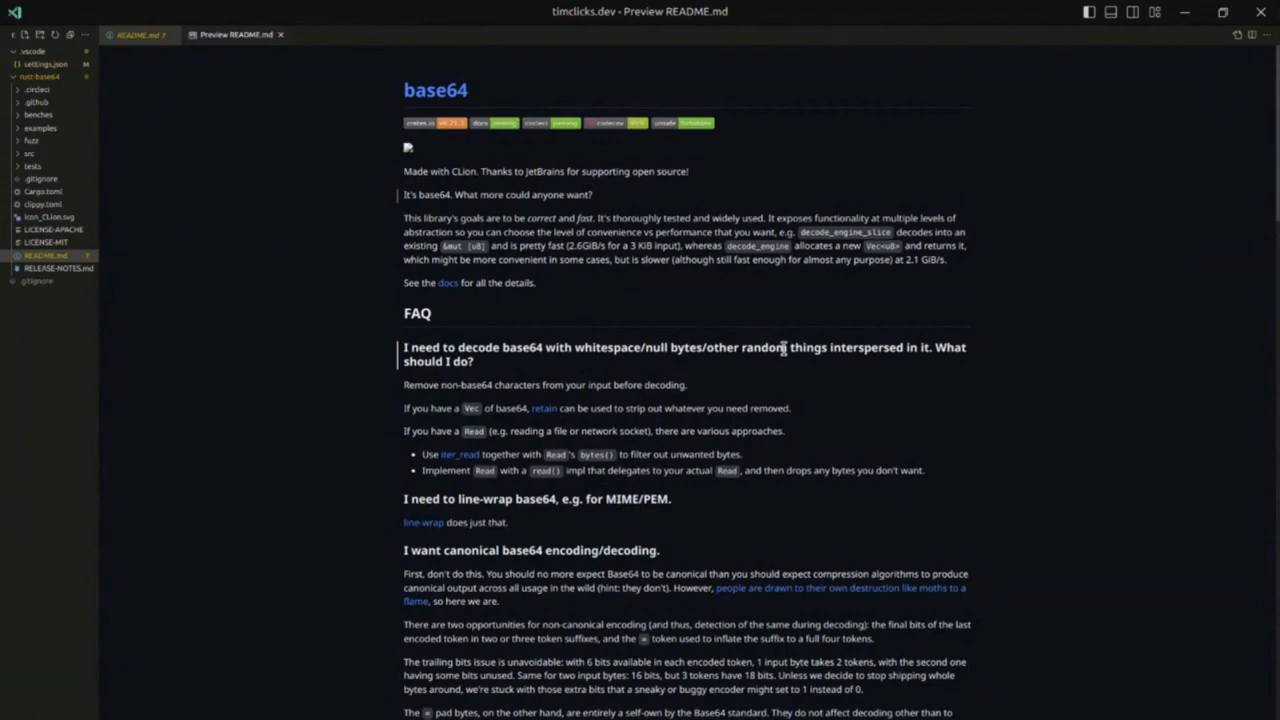 timclicks.dev - Preview README.md
README.md 7
Preview README.md
.vscode
settings.json M
rust-base64
.circleci
.github
benches
examples
fuzz
src
tests
.gitignore
Cargo.toml
clippy.toml
icon_CLion.svg
LICENSE-APACHE
LICENSE-MIT
README.md 7
RELEASE-NOTES.md
.gitignore
base64
crates.io v0.21.3 docs passing circleci passing codecov unsafe forbidden
Made with CLion. Thanks to JetBrains for supporting open source!
It's base64. What more could anyone want?
This library's goals are to be correct and fast. It's thoroughly tested and widely used. It exposes functionality at multiple levels of
abstraction so you can choose the level of convenience vs performance that you want, e.g. decode_engine_slice decodes into an
existing &mut [u8] and is pretty fast (2.6GiB/s for a 3 KiB input), whereas decode_engine allocates a new Vec<u8> and returns it,
which might be more convenient in some cases, but is slower (although still fast enough for almost any purpose) at 2.1 GiB/s.
See the docs for all the details.
FAQ
I need to decode base64 with whitespace/null bytes/other random things interspersed in it. What
should I do?
Remove non-base64 characters from your input before decoding.
If you have a Vec of base64, retain can be used to strip out whatever you need removed.
If you have a Read (e.g. reading a file or network socket), there are various approaches.
• Use iter_read together with Read's bytes() to filter out unwanted bytes.
• Implement Read with a read() impl that delegates to your actual Read, and then drops any bytes you don't want.
I need to line-wrap base64, e.g. for MIME/PEM.
line-wrap does just that.
I want canonical base64 encoding/decoding.
First, don't do this. You should no more expect Base64 to be canonical than you should expect compression algorithms to produce
canonical output across all usage in the wild (hint: they don't). However, people are drawn to their own destruction like moths to a
flame, so here we are.
There are two opportunities for non-canonical encoding (and thus, detection of the same during decoding): the final bits of the last
encoded token in two or three token suffixes, and the = token used to inflate the suffix to a full four tokens.
The trailing bits issue is unavoidable: with 6 bits available in each encoded token, 1 input byte takes 2 tokens, with the second one
having some bits unused. Same for two input bytes: 16 bits, but 3 tokens have 18 bits. Unless we decide to stop shipping whole
bytes around, we're stuck with those extra bits that a sneaky or buggy encoder might set to 1 instead of 0.
The = pad bytes, on the other hand, are entirely a self-own by the Base64 standard. They do not affect decoding other than to